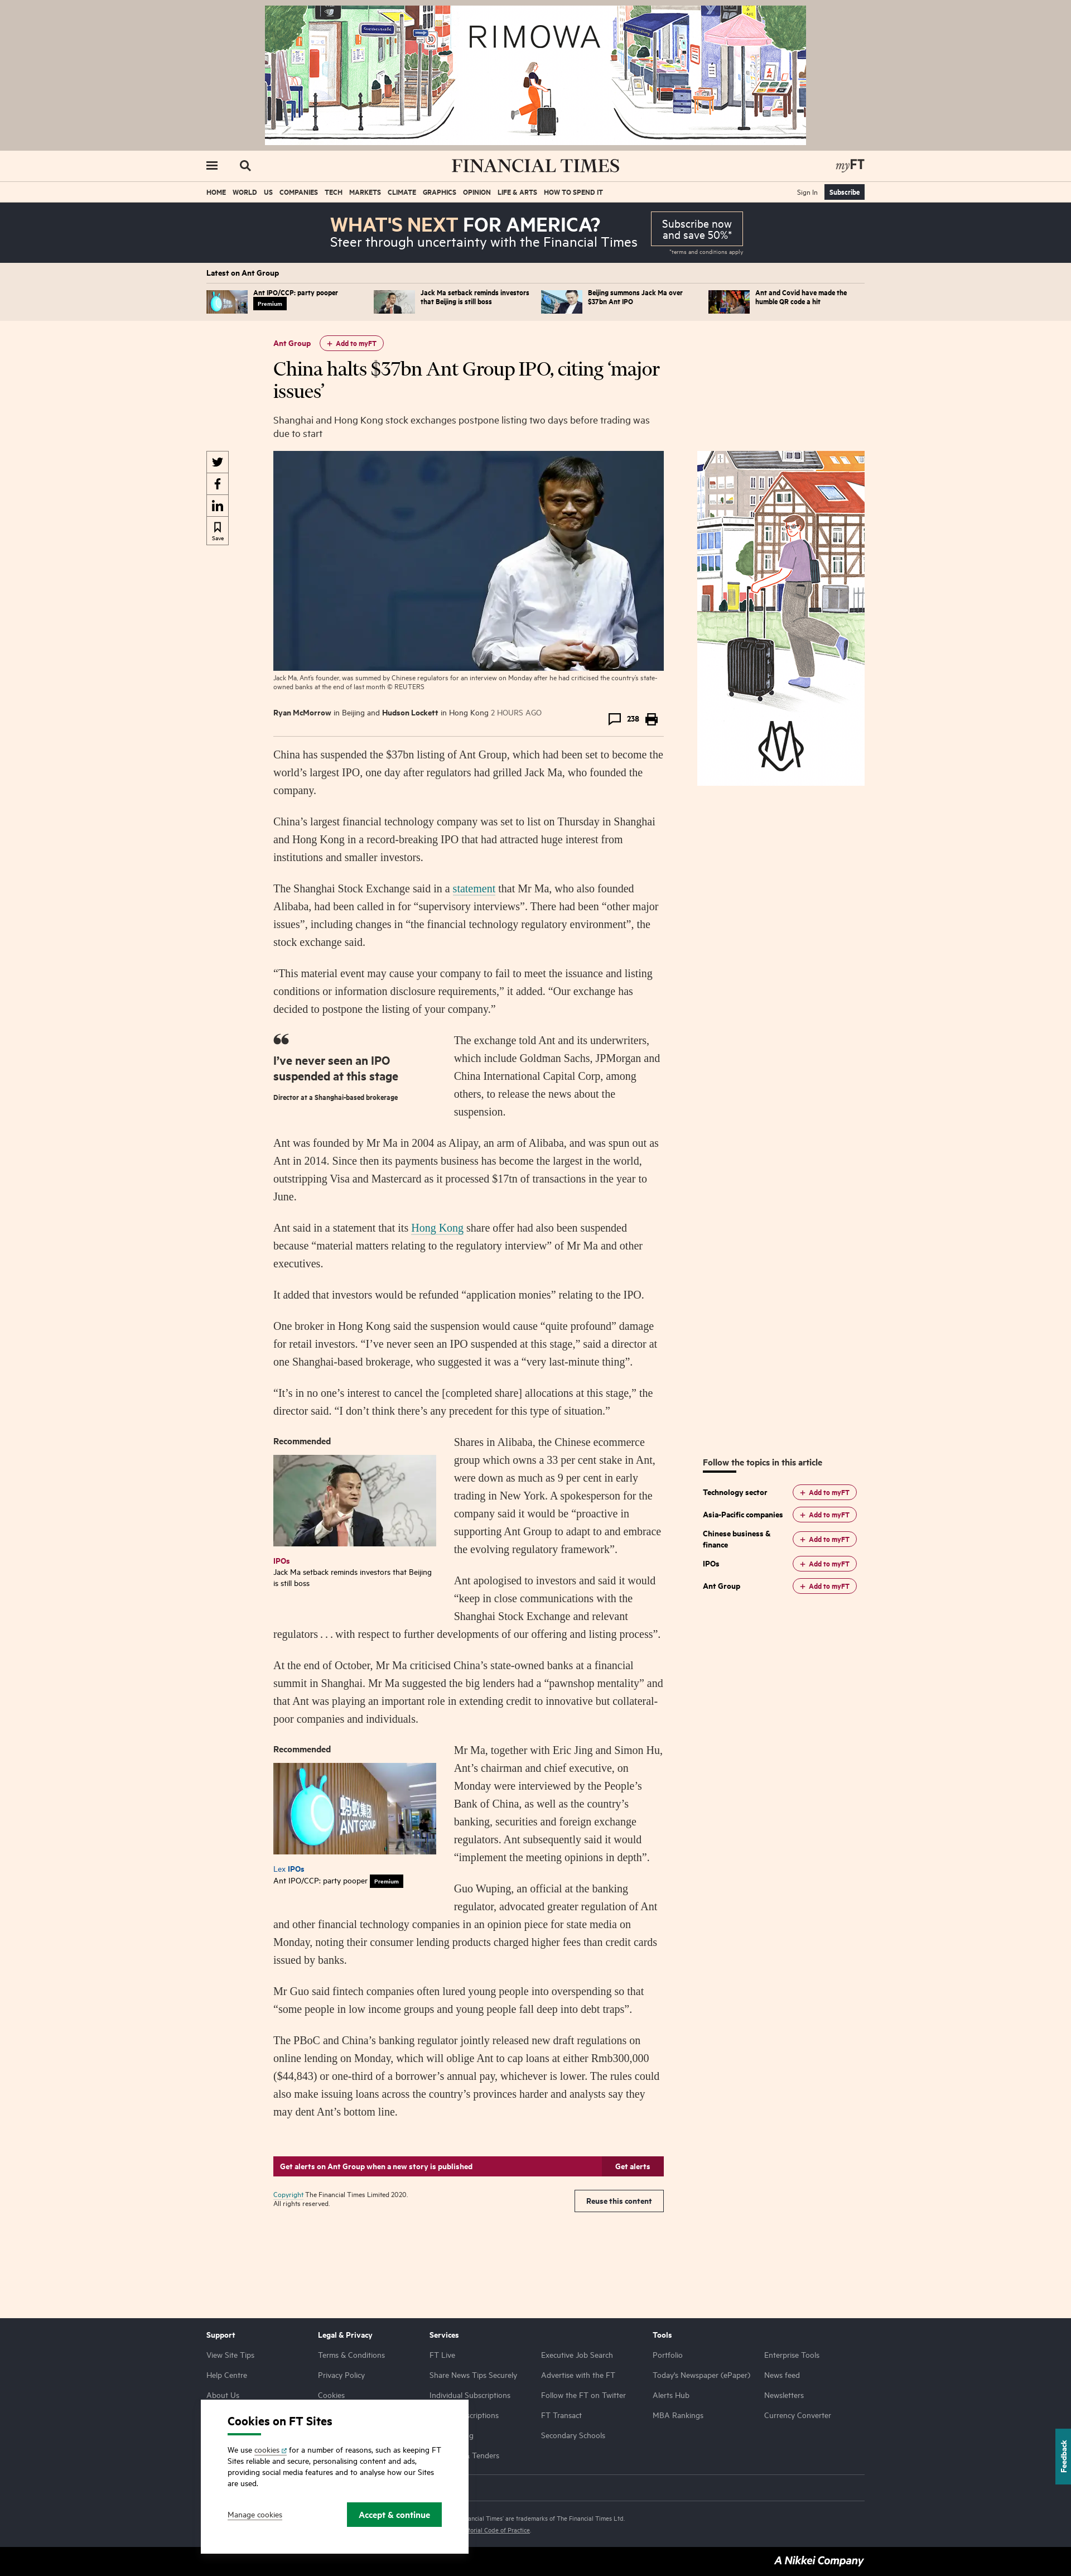 RIMOWA
FINANCIAL TIMES
myFT
HOME WORLD US COMPANIES TECH MARKETS CLIMATE GRAPHICS OPINION LIFE & ARTS HOW TO SPEND IT
Sign In
Subscribe
WHAT'S NEXT FOR AMERICA?
Steer through uncertainty with the Financial Times
Subscribe now
and save 50%*
*terms and conditions apply
Latest on Ant Group
Ant IPO/CCP: party pooper
Premium
Jack Ma setback reminds investors
that Beijing is still boss
Beijing summons Jack Ma over
$37bn Ant IPO
Ant and Covid have made the
humble QR code a hit
Ant Group
+ Add to myFT
China halts $37bn Ant Group IPO, citing ‘major
issues’
Shanghai and Hong Kong stock exchanges postpone listing two days before trading was
due to start
Save
Jack Ma, Ant’s founder, was summed by Chinese regulators for an interview on Monday after he had criticised the country’s state-
owned banks at the end of last month © REUTERS
Ryan McMorrow in Beijing and Hudson Lockett in Hong Kong 2 HOURS AGO
238
China has suspended the $37bn listing of Ant Group, which had been set to become the
world’s largest IPO, one day after regulators had grilled Jack Ma, who founded the
company.
China’s largest financial technology company was set to list on Thursday in Shanghai
and Hong Kong in a record-breaking IPO that had attracted huge interest from
institutions and smaller investors.
The Shanghai Stock Exchange said in a statement that Mr Ma, who also founded
Alibaba, had been called in for “supervisory interviews”. There had been “other major
issues”, including changes in “the financial technology regulatory environment”, the
stock exchange said.
“This material event may cause your company to fail to meet the issuance and listing
conditions or information disclosure requirements,” it added. “Our exchange has
decided to postpone the listing of your company.”
I’ve never seen an IPO
suspended at this stage
Director at a Shanghai-based brokerage
The exchange told Ant and its underwriters,
which include Goldman Sachs, JPMorgan and
China International Capital Corp, among
others, to release the news about the
suspension.
Ant was founded by Mr Ma in 2004 as Alipay, an arm of Alibaba, and was spun out as
Ant in 2014. Since then its payments business has become the largest in the world,
outstripping Visa and Mastercard as it processed $17tn of transactions in the year to
June.
Ant said in a statement that its Hong Kong share offer had also been suspended
because “material matters relating to the regulatory interview” of Mr Ma and other
executives.
It added that investors would be refunded “application monies” relating to the IPO.
One broker in Hong Kong said the suspension would cause “quite profound” damage
for retail investors. “I’ve never seen an IPO suspended at this stage,” said a director at
one Shanghai-based brokerage, who suggested it was a “very last-minute thing”.
“It’s in no one’s interest to cancel the [completed share] allocations at this stage,” the
director said. “I don’t think there’s any precedent for this type of situation.”
Recommended
IPOs
Jack Ma setback reminds investors that Beijing
is still boss
Shares in Alibaba, the Chinese ecommerce
group which owns a 33 per cent stake in Ant,
were down as much as 9 per cent in early
trading in New York. A spokesperson for the
company said it would be “proactive in
supporting Ant Group to adapt to and embrace
the evolving regulatory framework”.
Ant apologised to investors and said it would
“keep in close communications with the
Shanghai Stock Exchange and relevant
regulators . . . with respect to further developments of our offering and listing process”.
Follow the topics in this article
Technology sector
+ Add to myFT
Asia-Pacific companies
+ Add to myFT
Chinese business &
finance
+ Add to myFT
IPOs
+ Add to myFT
Ant Group
+ Add to myFT
At the end of October, Mr Ma criticised China’s state-owned banks at a financial
summit in Shanghai. Mr Ma suggested the big lenders had a “pawnshop mentality” and
that Ant was playing an important role in extending credit to innovative but collateral-
poor companies and individuals.
Recommended
蚂蚁集团
ANT GROUP
Lex IPOs
Ant IPO/CCP: party pooper Premium
Mr Ma, together with Eric Jing and Simon Hu,
Ant’s chairman and chief executive, on
Monday were interviewed by the People’s
Bank of China, as well as the country’s
banking, securities and foreign exchange
regulators. Ant subsequently said it would
“implement the meeting opinions in depth”.
Guo Wuping, an official at the banking
regulator, advocated greater regulation of Ant
and other financial technology companies in an opinion piece for state media on
Monday, noting their consumer lending products charged higher fees than credit cards
issued by banks.
Mr Guo said fintech companies often lured young people into overspending so that
“some people in low income groups and young people fall deep into debt traps”.
The PBoC and China’s banking regulator jointly released new draft regulations on
online lending on Monday, which will oblige Ant to cap loans at either Rmb300,000
($44,843) or one-third of a borrower’s annual pay, whichever is lower. The rules could
also make issuing loans across the country’s provinces harder and analysts say they
may dent Ant’s bottom line.
Get alerts on Ant Group when a new story is published
Get alerts
Copyright The Financial Times Limited 2020.
All rights reserved.
Reuse this content
Support
View Site Tips
Help Centre
About Us
Legal & Privacy
Terms & Conditions
Privacy Policy
Cookies
Services
FT Live
Share News Tips Securely
Individual Subscriptions
scriptions
g
Tenders
Executive Job Search
Advertise with the FT
Follow the FT on Twitter
FT Transact
Secondary Schools
Tools
Portfolio
Today's Newspaper (ePaper)
Alerts Hub
MBA Rankings
Enterprise Tools
News feed
Newsletters
Currency Converter
Feedback
Cookies on FT Sites
We use cookies for a number of reasons, such as keeping FT
Sites reliable and secure, personalising content and ads,
providing social media features and to analyse how our Sites
are used.
Manage cookies
Accept & continue
ancial Times’ are trademarks of The Financial Times Ltd.
torial Code of Practice
A Nikkei Company